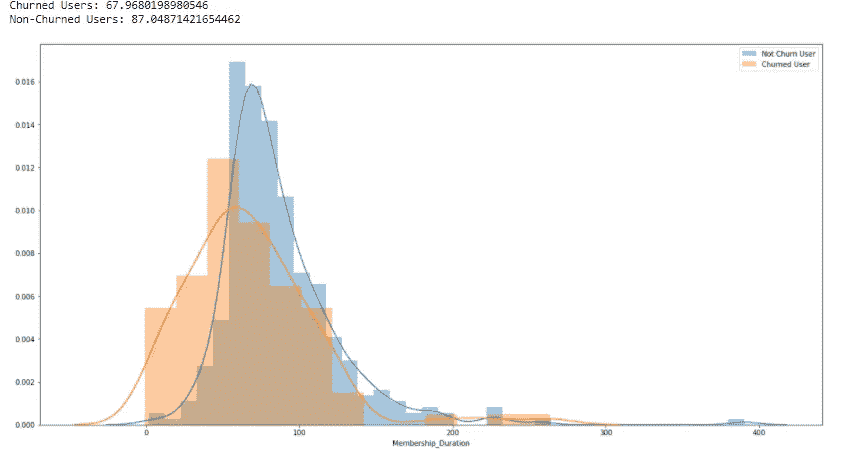 Churned Users: 67.9680198980546
Non-Churned Users: 87.04871421654462
Not Churn User
Churned User
0.016
0.014
0.012
0.010
0.008
0.006
0.004
0.002
0.000
0 100 200 300 400
Membership_Duration